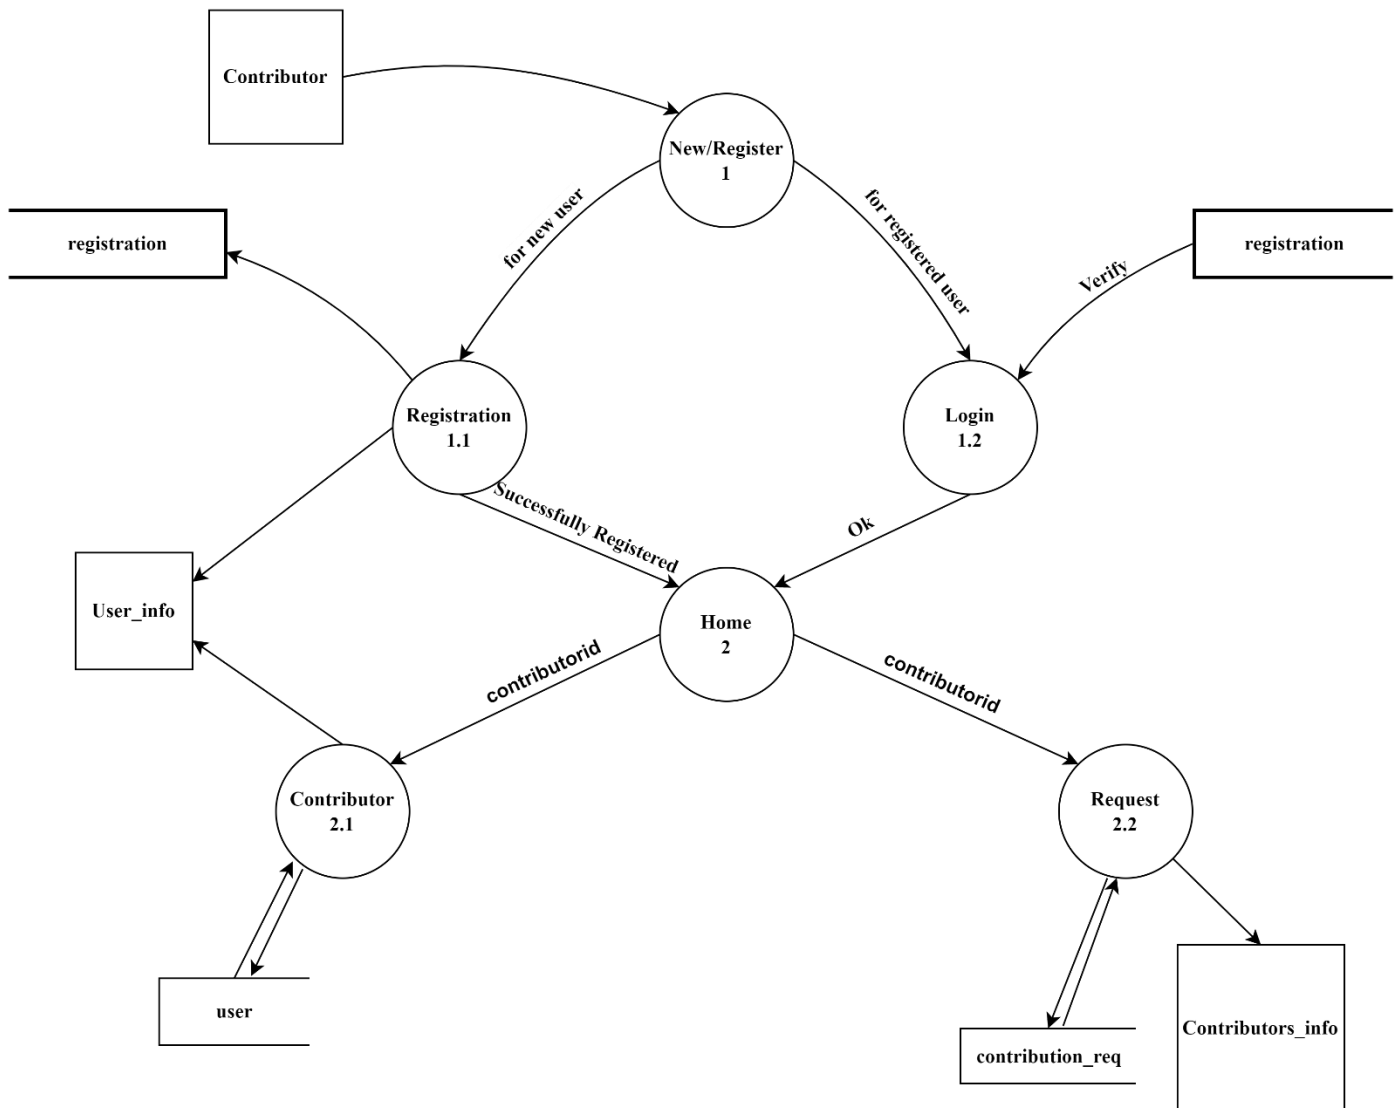 Contributor
New/Register
1
for new user
for registered user
registration
Verify
registration
Registration
1.1
Login
1.2
Successfully Registered
Ok
User_info
Home
2
contributorid
contributorid
Contributor
2.1
Request
2.2
user
contribution_req
Contributors_info